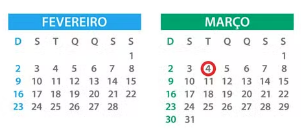 FEVEREIRO
D S T Q Q S S
1
2 3 4 5 6 7 8
9 10 11 12 13 14 15
16 17 18 19 20 21 22
23 24 25 26 27 28
MARÇO
D S T Q Q S S
1
2 3 4 5 6 7 8
9 10 11 12 13 14 15
16 17 18 19 20 21 22
23 24 25 26 27 28 29
30 31